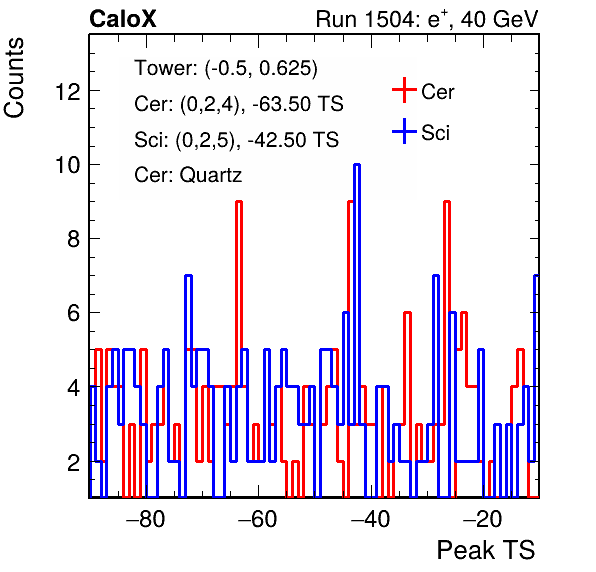 CaloX Run 1504: e⁺, 40 GeV
Counts
Tower: (-0.5, 0.625)
Cer: (0,2,4), -63.50 TS
Sci: (0,2,5), -42.50 TS
Cer: Quartz
Cer
Sci
12
10
8
6
4
2
−80 −60 −40 −20
Peak TS